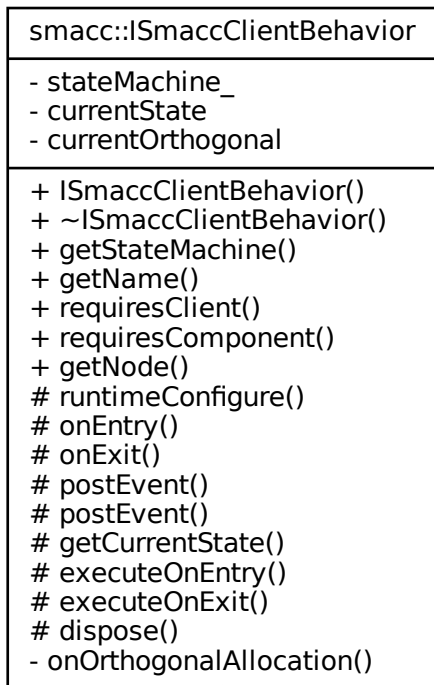 smacc::ISmaccClientBehavior
- stateMachine_
- currentState
- currentOrthogonal
+ ISmaccClientBehavior()
+ ~ISmaccClientBehavior()
+ getStateMachine()
+ getName()
+ requiresClient()
+ requiresComponent()
+ getNode()
# runtimeConfigure()
# onEntry()
# onExit()
# postEvent()
# postEvent()
# getCurrentState()
# executeOnEntry()
# executeOnExit()
# dispose()
- onOrthogonalAllocation()